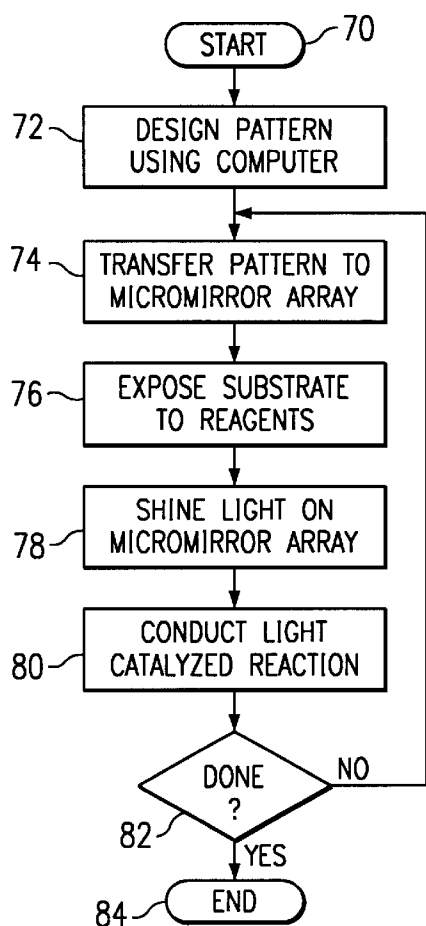 START
70
72
DESIGN PATTERN
USING COMPUTER
74
TRANSFER PATTERN TO
MICROMIRROR ARRAY
76
EXPOSE SUBSTRATE
TO REAGENTS
78
SHINE LIGHT ON
MICROMIRROR ARRAY
80
CONDUCT LIGHT
CATALYZED REACTION
DONE
?
NO
82
YES
84
END